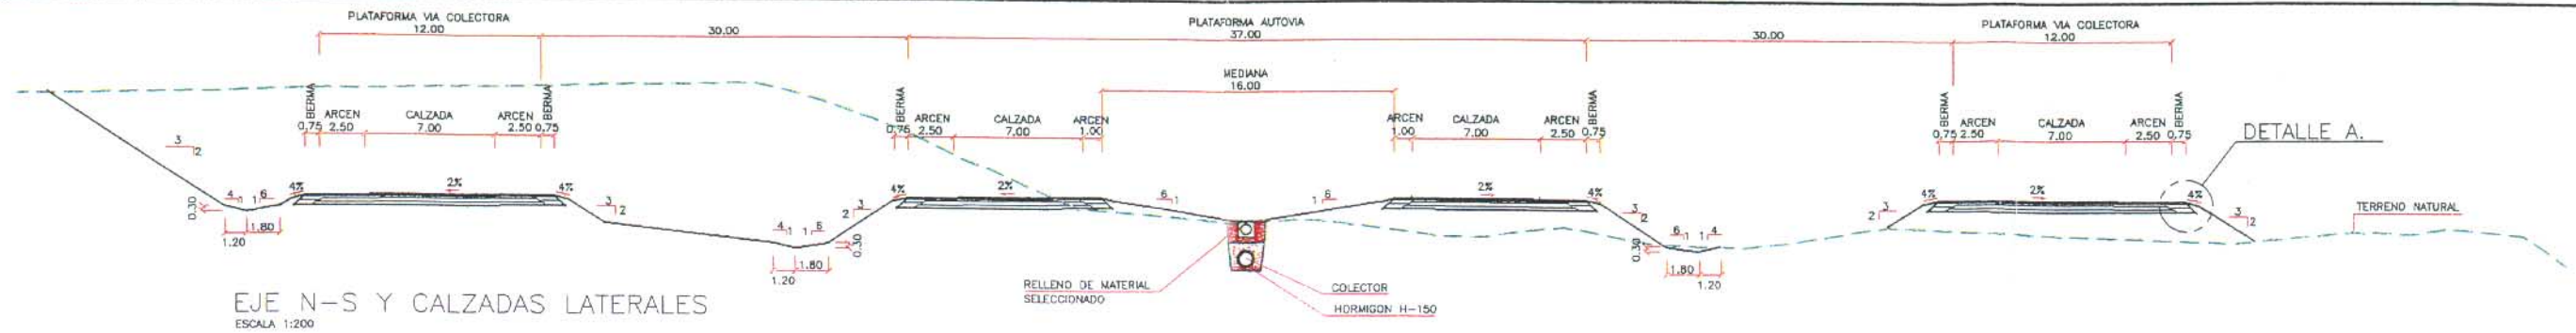 PLATAFORMA VIA COLECTORA
12.00
30.00
PLATAFORMA AUTOVIA
37.00
30.00
PLATAFORMA VIA COLECTORA
12.00
MEDIANA
16.00
BERMA
0,75
ARCEN
2.50
CALZADA
7.00
ARCEN
2.50
BERMA
0,75
BERMA
0.75
ARCEN
2.50
CALZADA
7.00
ARCEN
1.00
ARCEN
1.00
CALZADA
7.00
ARCEN
2.50
BERMA
0.75
BERMA
0,75
ARCEN
2.50
CALZADA
7.00
ARCEN
2.50
BERMA
0,75
DETALLE A.
3
2
4
1
1
6
4%
2%
4%
3
2
0.30
1.20
1.80
4
1
1
6
0.30
1.20
1.80
2
3
4%
2%
6
1
1
6
2%
4%
3
2
6
1
1
4
0.30
1.80
1.20
2
3
4%
2%
4%
3
2
TERRENO NATURAL
RELLENO DE MATERIAL
SELECCIONADO
COLECTOR
HORMIGON H-150
EJE N-S Y CALZADAS LATERALES
ESCALA 1:200